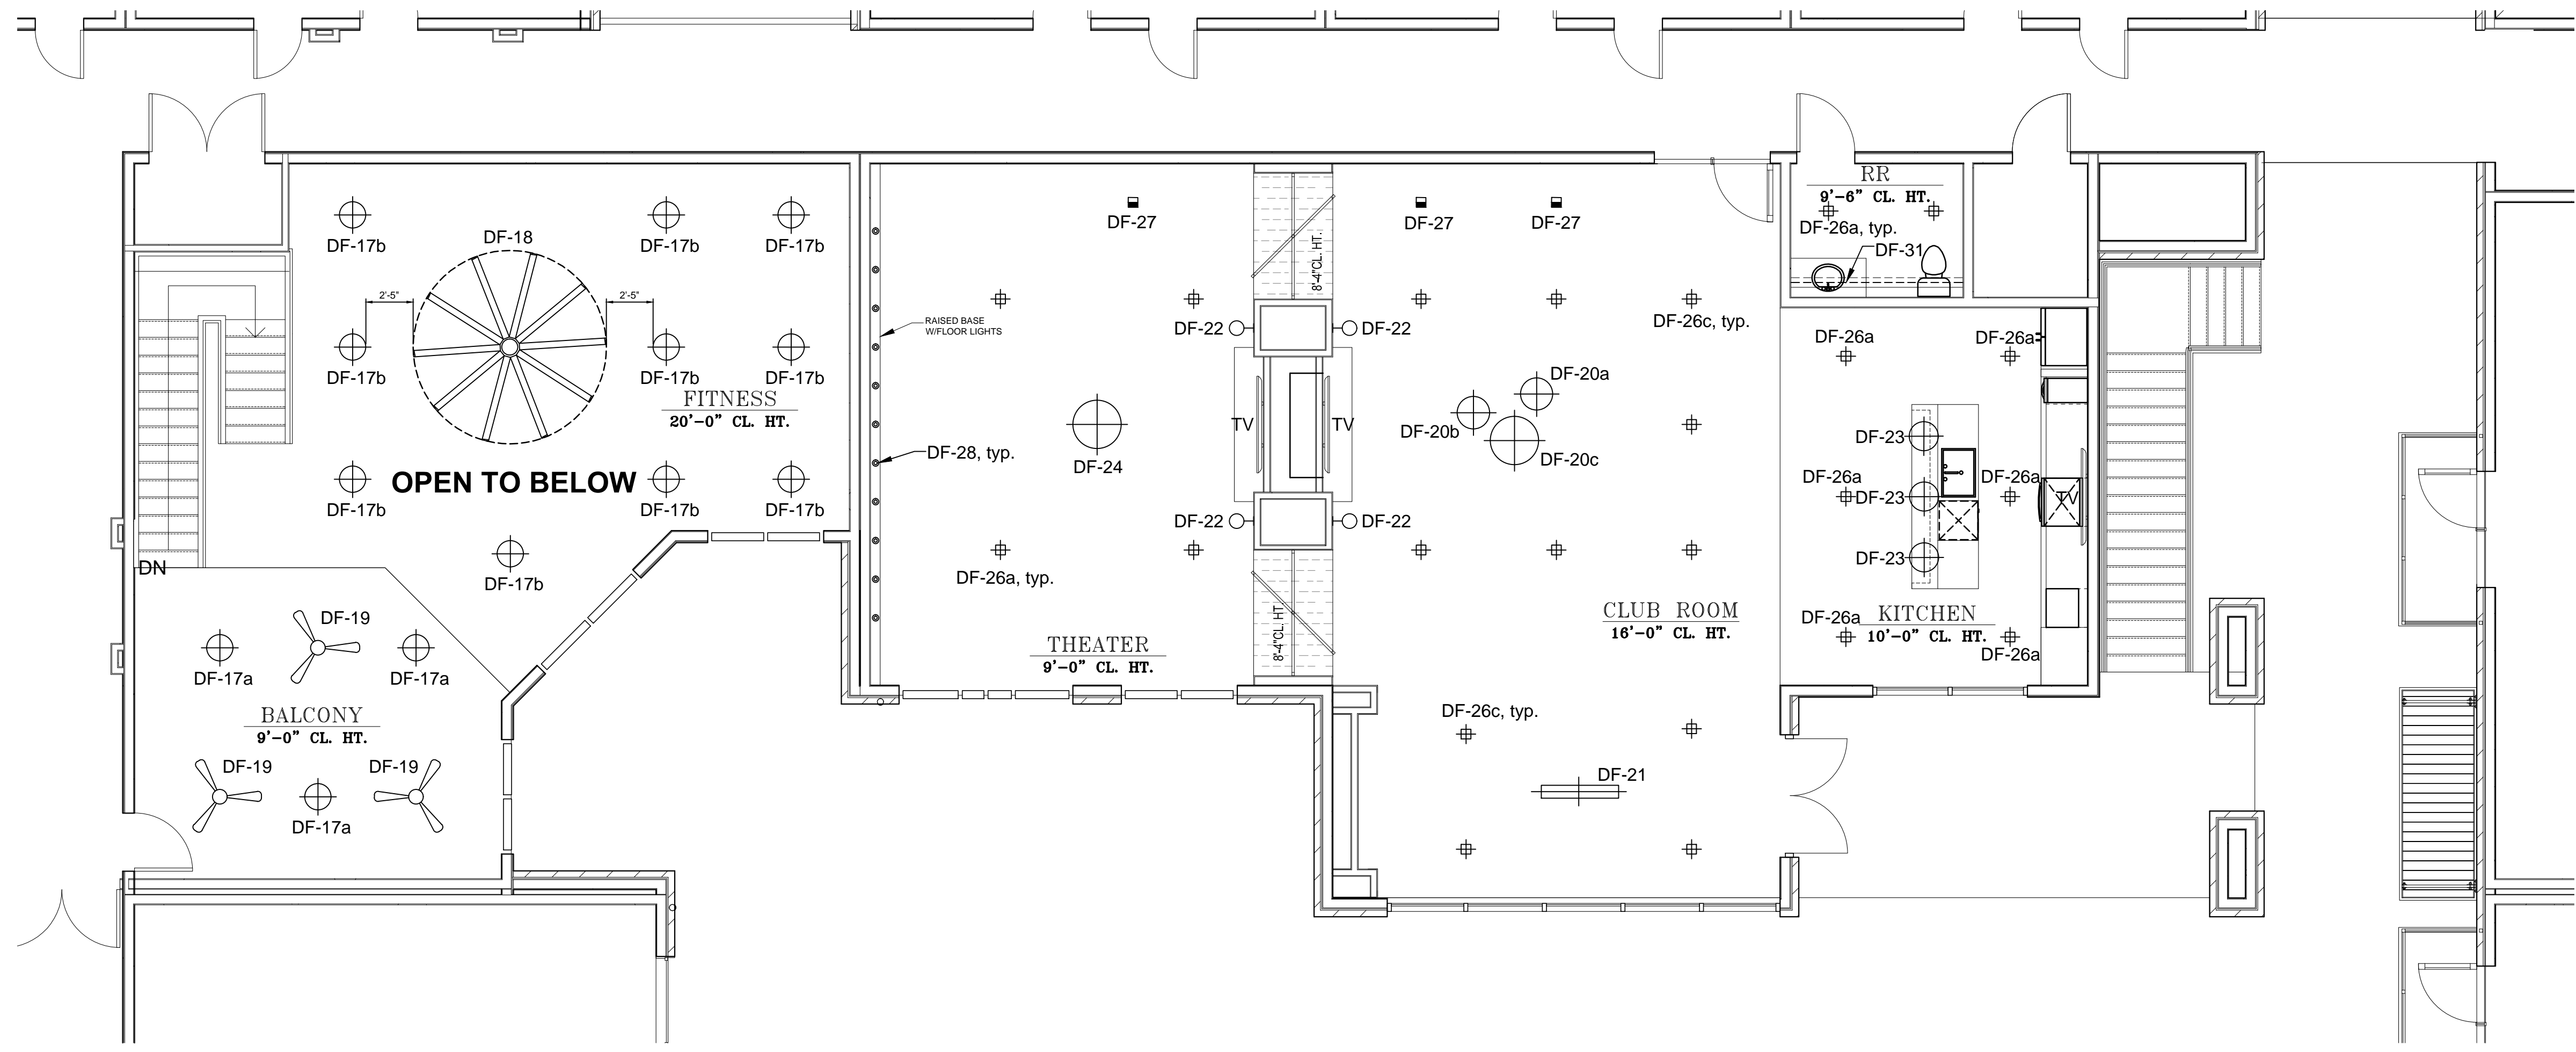 RR
9'-6" CL. HT.
DF-26a, typ.
DF-31
DF-17b
DF-17b
DF-17b
DF-18
2'-5"
2'-5"
DF-17b
DF-17b
DF-17b
FITNESS
20'-0" CL. HT.
OPEN TO BELOW
DF-17b
DF-17b
DF-17b
DF-17b
DN
DF-19
DF-17a
DF-17a
BALCONY
9'-0" CL. HT.
DF-19
DF-19
DF-17a
DF-27
RAISED BASE
W/FLOOR LIGHTS
DF-28, typ.
DF-24
DF-26a, typ.
THEATER
9'-0" CL. HT.
8'-4"CL. HT.
DF-22
DF-22
TV
TV
DF-22
DF-22
8'-4"CL. HT.
DF-27
DF-27
DF-26c, typ.
DF-20a
DF-20b
DF-20c
CLUB ROOM
16'-0" CL. HT.
DF-26c, typ.
DF-21
DF-26a
DF-26a
DF-23
DF-26a
DF-23
DF-26a
TV
DF-23
DF-26a
KITCHEN
10'-0" CL. HT.
DF-26a